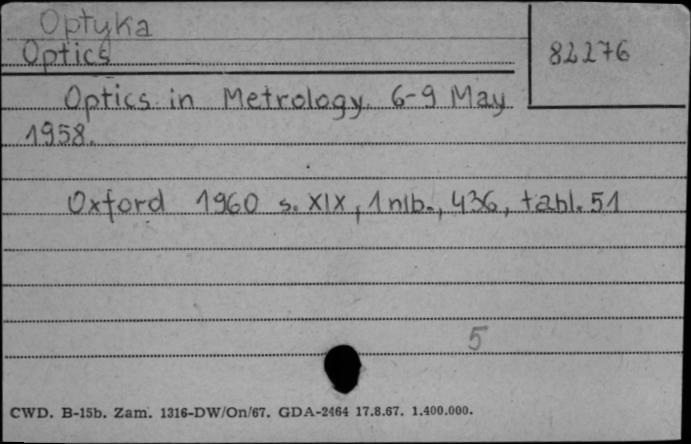 Optyka
Optics
82276
Optics in Metrology. 6-9 May
1958.
Oxford 1960 s. XIX, 1 nlb., 436, tabl. 51
5
CWD. B-15b. Zam. 1316-DW/On/67. GDA-2464 17.8.67. 1.400.000.